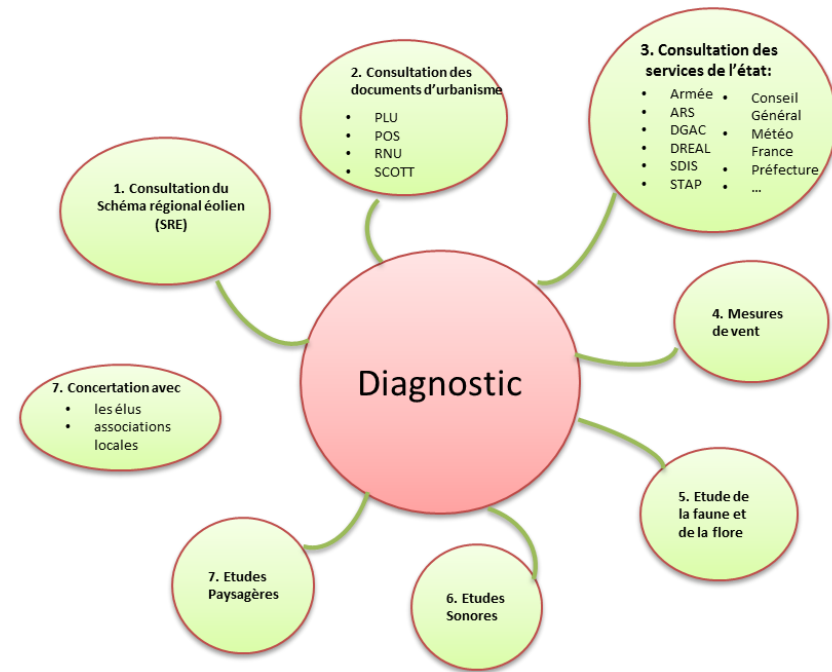 1. Consultation du
Schéma régional éolien
(SRE)
2. Consultation des
documents d'urbanisme
• PLU
• POS
• RNU
• SCOTT
3. Consultation des
services de l'état:
• Armée
• ARS
• DGAC
• DREAL
• SDIS
• STAP
• Conseil
Général
• Météo
France
• Préfecture
• ...
4. Mesures
de vent
5. Etude de
la faune et
de la flore
6. Etudes
Sonores
7. Etudes
Paysagères
7. Concertation avec
• les élus
• associations
locales
Diagnostic